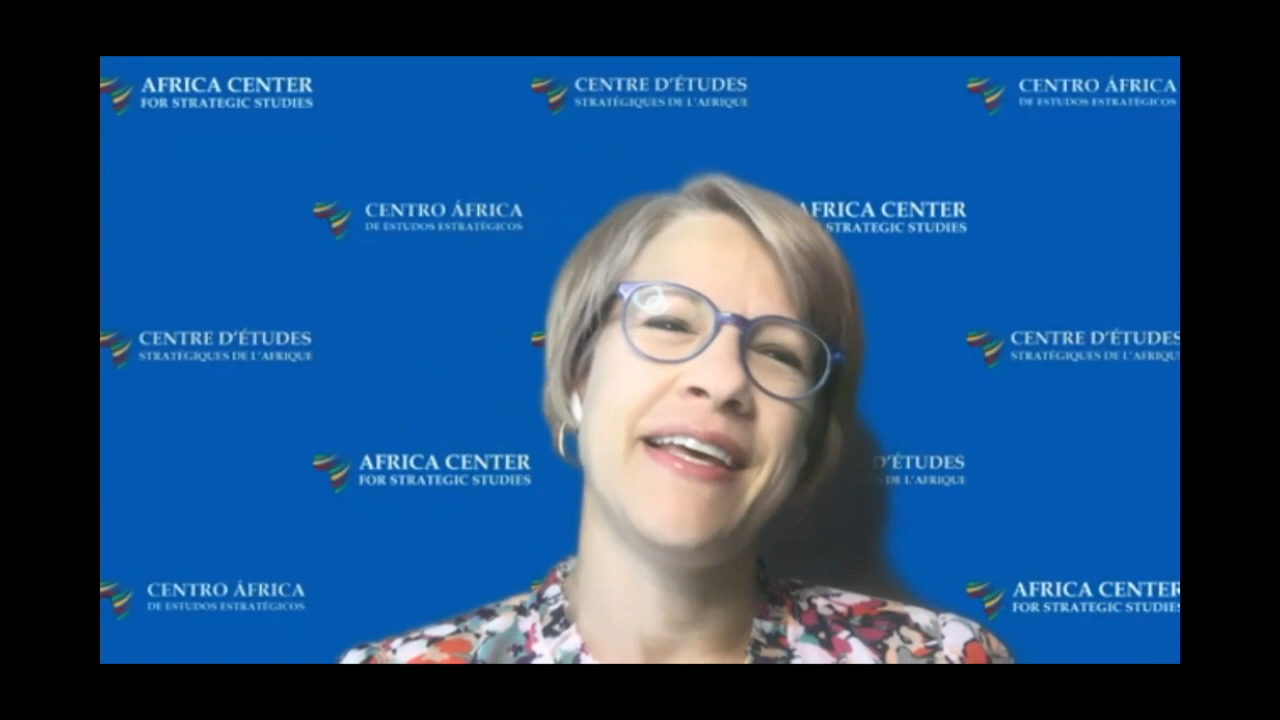 AFRICA CENTER
FOR STRATEGIC STUDIES
CENTRE D'ÉTUDES
STRATÉGIQUES DE L'AFRIQUE
CENTRO ÁFRICA
DE ESTUDOS ESTRATÉGICOS
CENTRO ÁFRICA
DE ESTUDOS ESTRATÉGICOS
AFRICA CENTER
STRATEGIC STUDIES
CENTRE D'ÉTUDES
STRATÉGIQUES DE L'AFRIQUE
CENTRE D'ÉTUDES
STRATÉGIQUES DE L'AFRIQUE
AFRICA CENTER
FOR STRATEGIC STUDIES
D'ÉTUDES
DE L'AFRIQUE
CENTRO ÁFRICA
DE ESTUDOS ESTRATÉGICOS
AFRICA CENTER
FOR STRATEGIC STUDIES